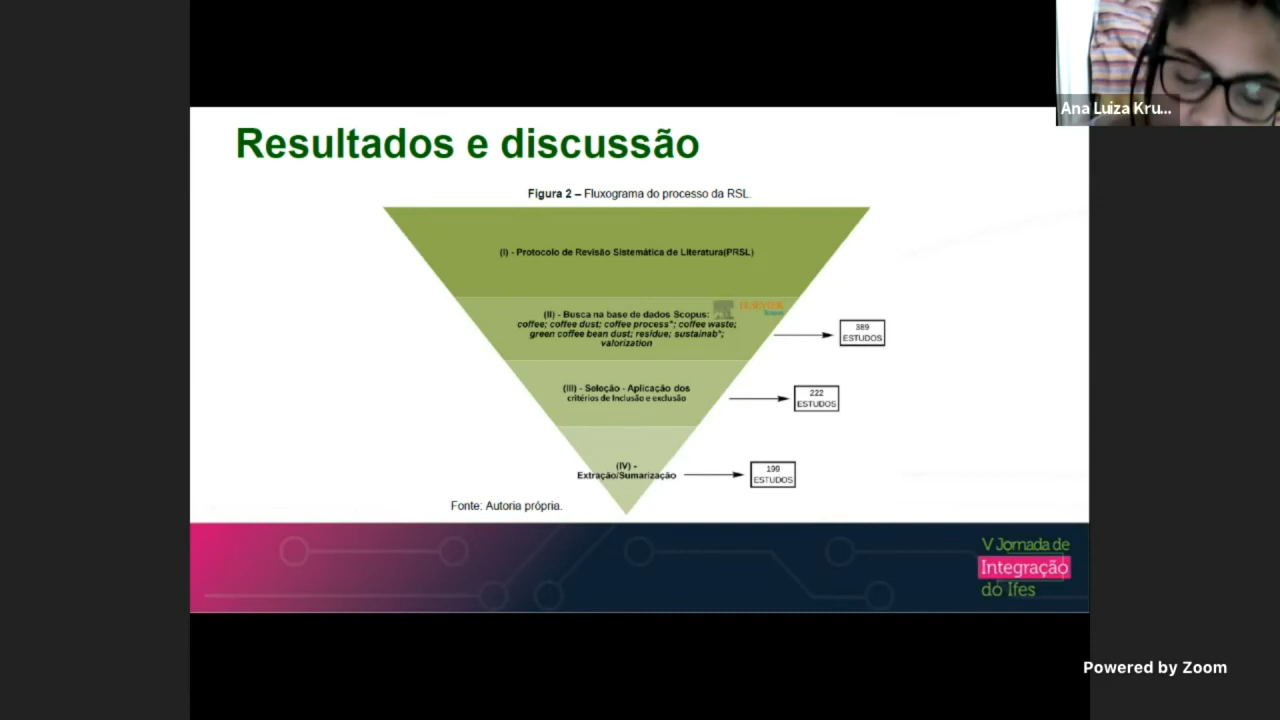 Ana Luiza Kru...
Resultados e discussão
Figura 2 – Fluxograma do processo da RSL.
(I) - Protocolo de Revisão Sistemática de Literatura(PRSL)
ELSEVIER
Scopus
(II) - Busca na base de dados Scopus:
coffee; coffee dust; coffee process*; coffee waste;
green coffee bean dust; residue; sustainab*;
valorization
389
ESTUDOS
(III) - Seleção - Aplicação dos
critérios de Inclusão e exclusão
222
ESTUDOS
(IV) -
Extração/Sumarização
199
ESTUDOS
Fonte: Autoria própria.
V Jornada de
Integração
do Ifes
Powered by Zoom